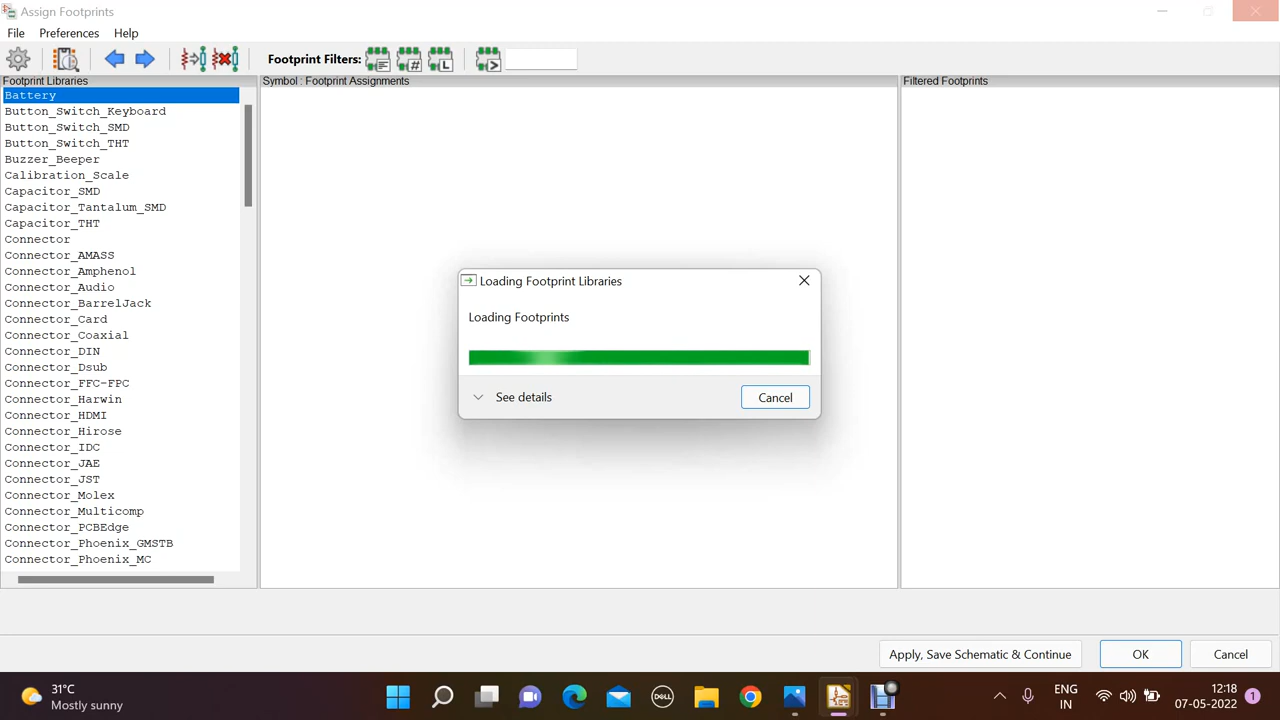 Assign Footprints
File Preferences Help
Footprint Filters:
Footprint Libraries
Symbol : Footprint Assignments
Filtered Footprints
Battery
Button_Switch_Keyboard
Button_Switch_SMD
Button_Switch_THT
Buzzer_Beeper
Calibration_Scale
Capacitor_SMD
Capacitor_Tantalum_SMD
Capacitor_THT
Connector
Connector_AMASS
Connector_Amphenol
Connector_Audio
Connector_BarrelJack
Connector_Card
Connector_Coaxial
Connector_DIN
Connector_Dsub
Connector_FFC-FPC
Connector_Harwin
Connector_HDMI
Connector_Hirose
Connector_IDC
Connector_JAE
Connector_JST
Connector_Molex
Connector_Multicomp
Connector_PCBEdge
Connector_Phoenix_GMSTB
Connector_Phoenix_MC
Loading Footprint Libraries
Loading Footprints
See details
Cancel
Apply, Save Schematic & Continue
OK
Cancel
31°C
Mostly sunny
DELL
ENG
IN
12:18
07-05-2022
1